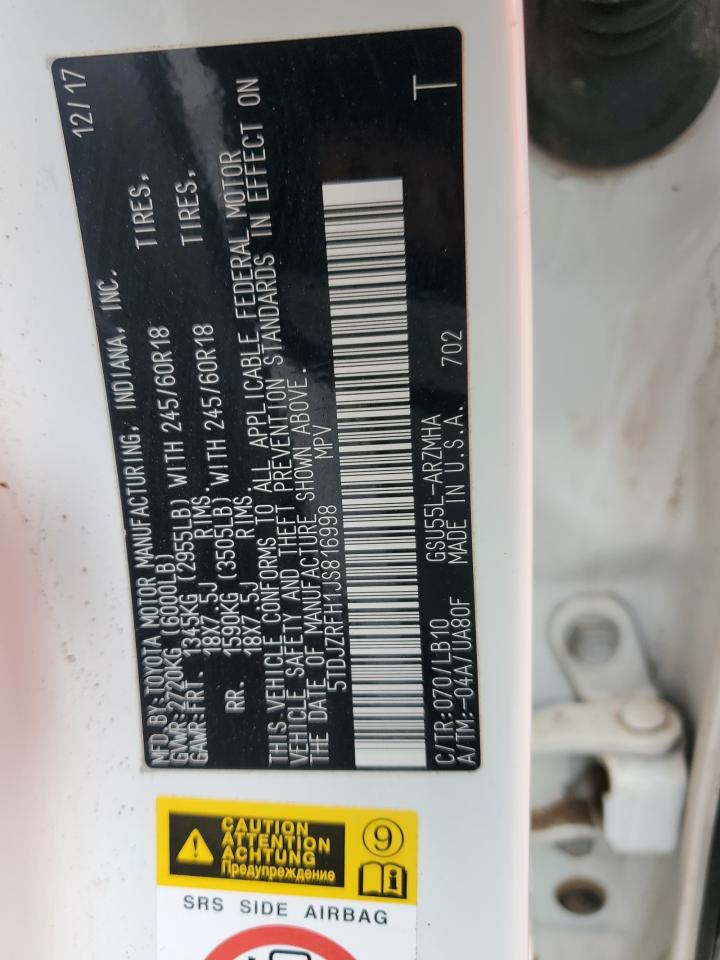 MFD. BY: TOYOTA MOTOR MANUFACTURING, INDIANA, INC. 12/17
GVWR: 2720KG (6000LB)
GAWR: FRT. 1345KG (2955LB) WITH 245/60R18 TIRES,
18X7.5J RIMS.
RR. 1590KG (3505LB) WITH 245/60R18 TIRES,
18X7.5J RIMS.
THIS VEHICLE CONFORMS TO ALL APPLICABLE FEDERAL MOTOR
VEHICLE SAFETY AND THEFT PREVENTION STANDARDS IN EFFECT ON
THE DATE OF MANUFACTURE SHOWN ABOVE.
5TDJZRFH1JS816998 MPV
T
C/TR:070/LB10 GSU55L-ARZMHA
A/TM:-04A/UA80F MADE IN U.S.A. 702
CAUTION
ATTENTION
ACHTUNG
Предупреждение
9
i
SRS SIDE AIRBAG